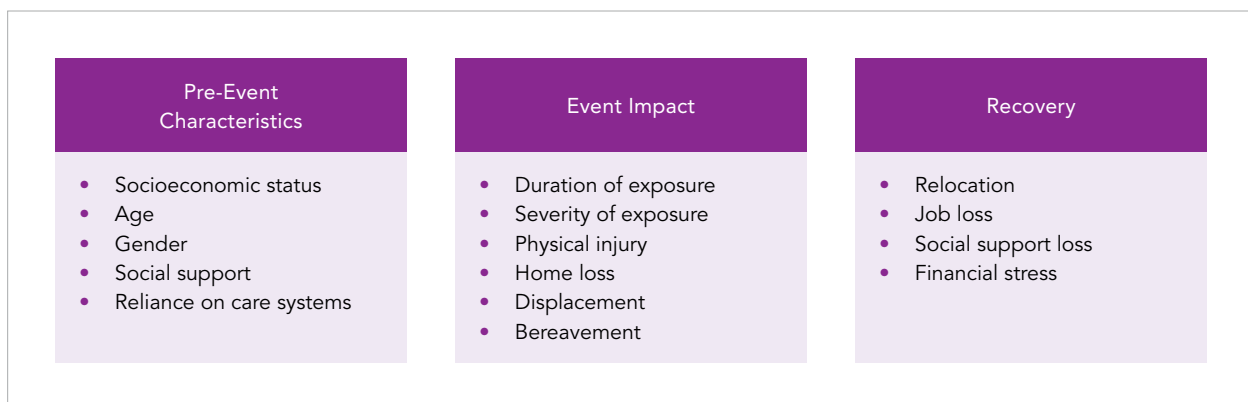 Pre-Event
Characteristics
• Socioeconomic status
• Age
• Gender
• Social support
• Reliance on care systems
Event Impact
• Duration of exposure
• Severity of exposure
• Physical injury
• Home loss
• Displacement
• Bereavement
Recovery
• Relocation
• Job loss
• Social support loss
• Financial stress